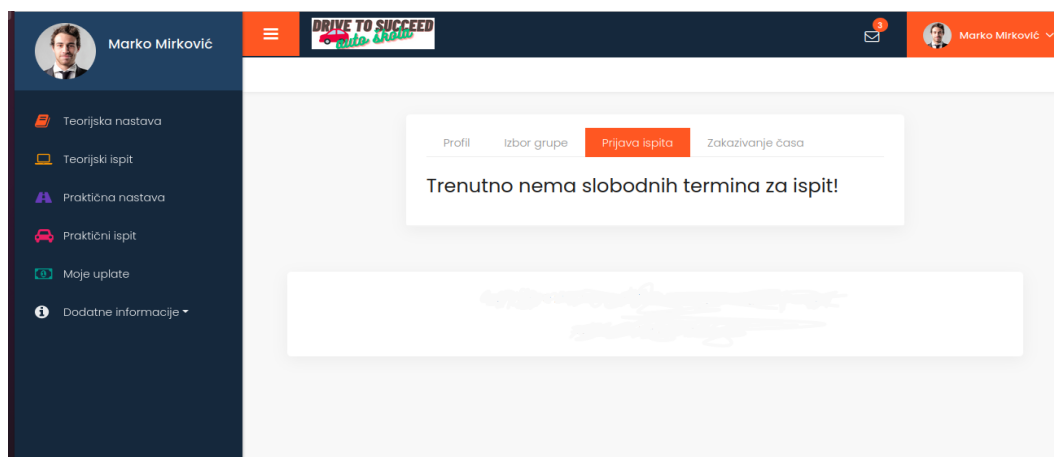 Marko Mirković
DRIVE TO SUCCEED
auto škola
3
Marko Mirković
Teorijska nastava
Teorijski ispit
Praktična nastava
Praktični ispit
Moje uplate
Dodatne informacije
Profil Izbor grupe Prijava ispita Zakazivanje časa
Trenutno nema slobodnih termina za ispit!